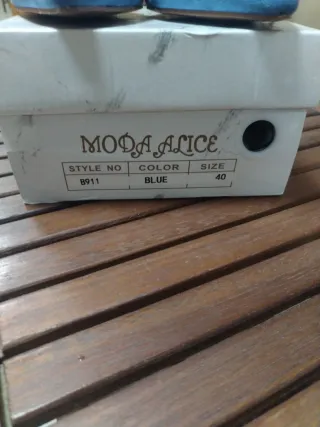 MODA ALICE
STYLE NO COLOR SIZE
B911 BLUE 40